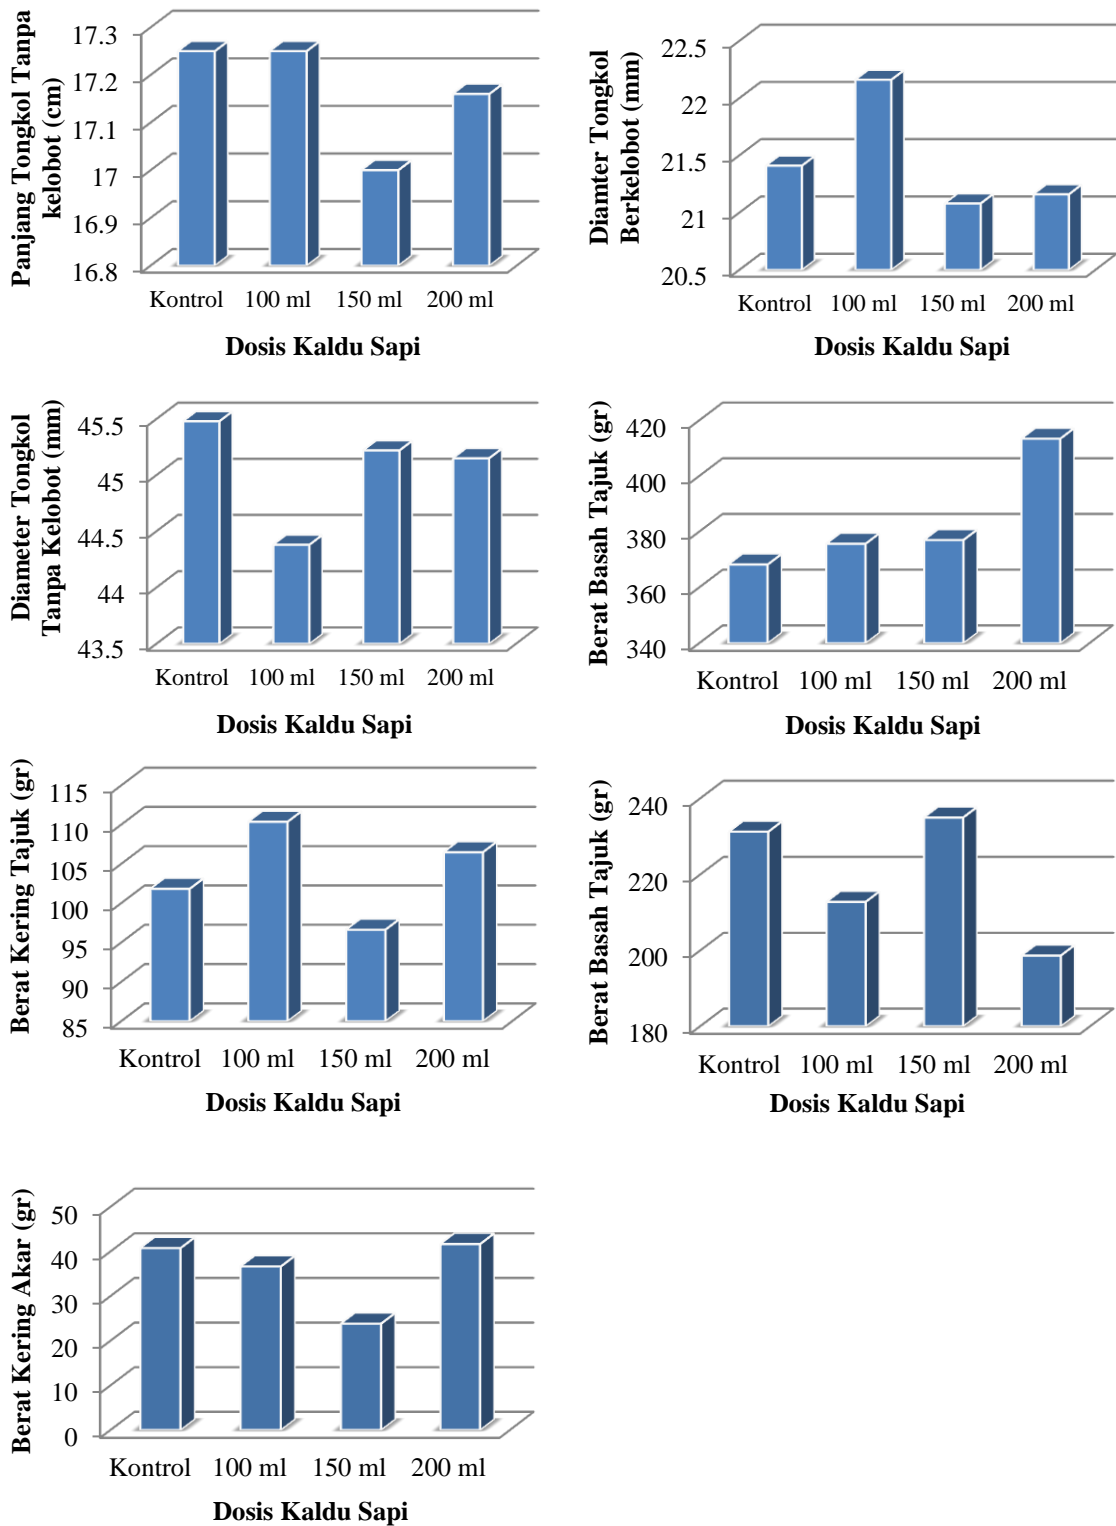 Panjang Tongkol Tanpa
kelobot (cm)
17.3
17.2
17.1
17
16.9
16.8
Kontrol 100 ml 150 ml 200 ml
Dosis Kaldu Sapi
Diamter Tongkol
Berkelobot (mm)
22.5
22
21.5
21
20.5
Kontrol 100 ml 150 ml 200 ml
Dosis Kaldu Sapi
Diameter Tongkol
Tanpa Kelobot (mm)
45.5
45
44.5
44
43.5
Kontrol 100 ml 150 ml 200 ml
Dosis Kaldu Sapi
Berat Basah Tajuk (gr)
420
400
380
360
340
Kontrol 100 ml 150 ml 200 ml
Dosis Kaldu Sapi
Berat Kering Tajuk (gr)
115
110
105
100
95
90
85
Kontrol 100 ml 150 ml 200 ml
Dosis Kaldu Sapi
Berat Basah Tajuk (gr)
240
220
200
180
Kontrol 100 ml 150 ml 200 ml
Dosis Kaldu Sapi
Berat Kering Akar (gr)
50
40
30
20
10
0
Kontrol 100 ml 150 ml 200 ml
Dosis Kaldu Sapi